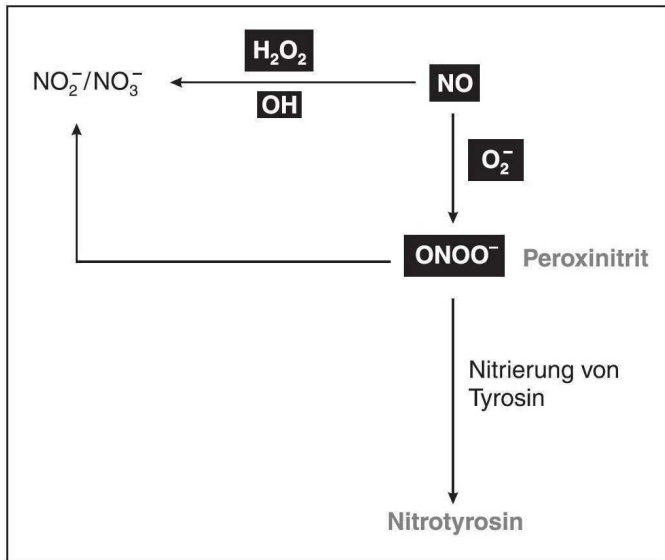 H₂O₂
NO₂⁻/NO₃⁻
NO
OH
O₂⁻
ONOO⁻ Peroxinitrit
Nitrierung von
Tyrosin
Nitrotyrosin